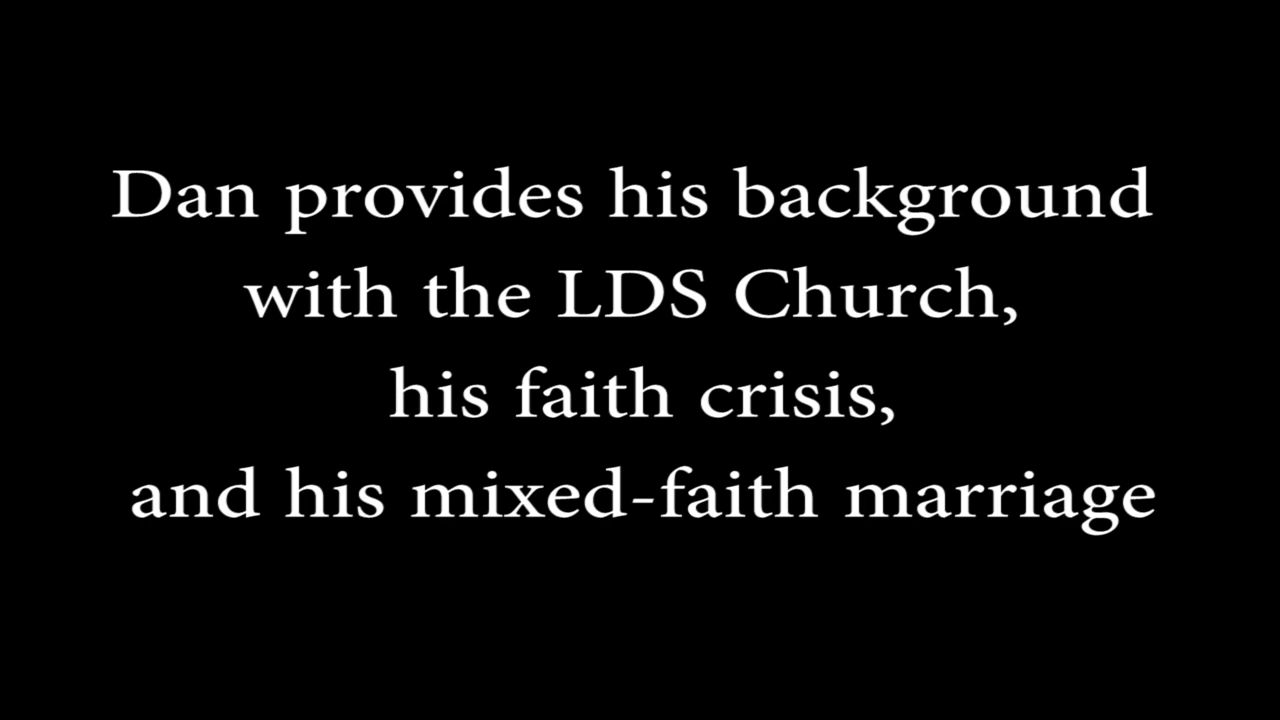 Dan provides his background
with the LDS Church,
his faith crisis,
and his mixed-faith marriage